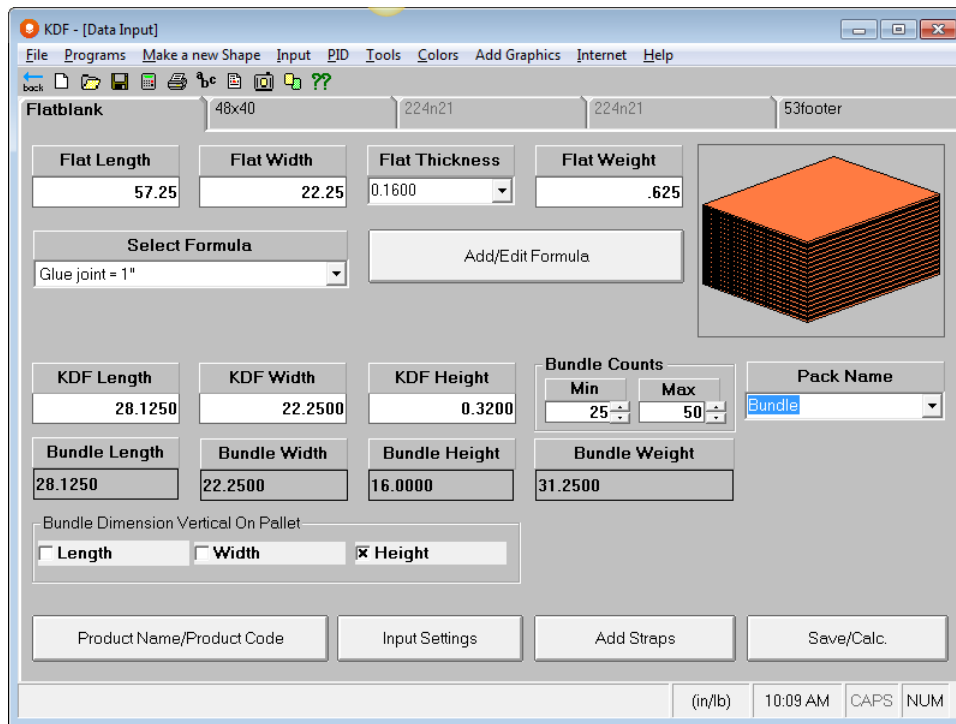 KDF - [Data Input]
File Programs Make a new Shape Input PID Tools Colors Add Graphics Internet Help
back bc ??
Flatblank 48x40 224n21 224n21 53footer
Flat Length Flat Width Flat Thickness Flat Weight
57.25 22.25 0.1600 .625
Select Formula
Add/Edit Formula
Glue joint = 1"
Bundle Counts
KDF Length KDF Width KDF Height Min Max Pack Name
28.1250 22.2500 0.3200 25 50 Bundle
Bundle Length Bundle Width Bundle Height Bundle Weight
28.1250 22.2500 16.0000 31.2500
Bundle Dimension Vertical On Pallet
Length Width Height
Product Name/Product Code Input Settings Add Straps Save/Calc.
(in/lb) 10:09 AM CAPS NUM